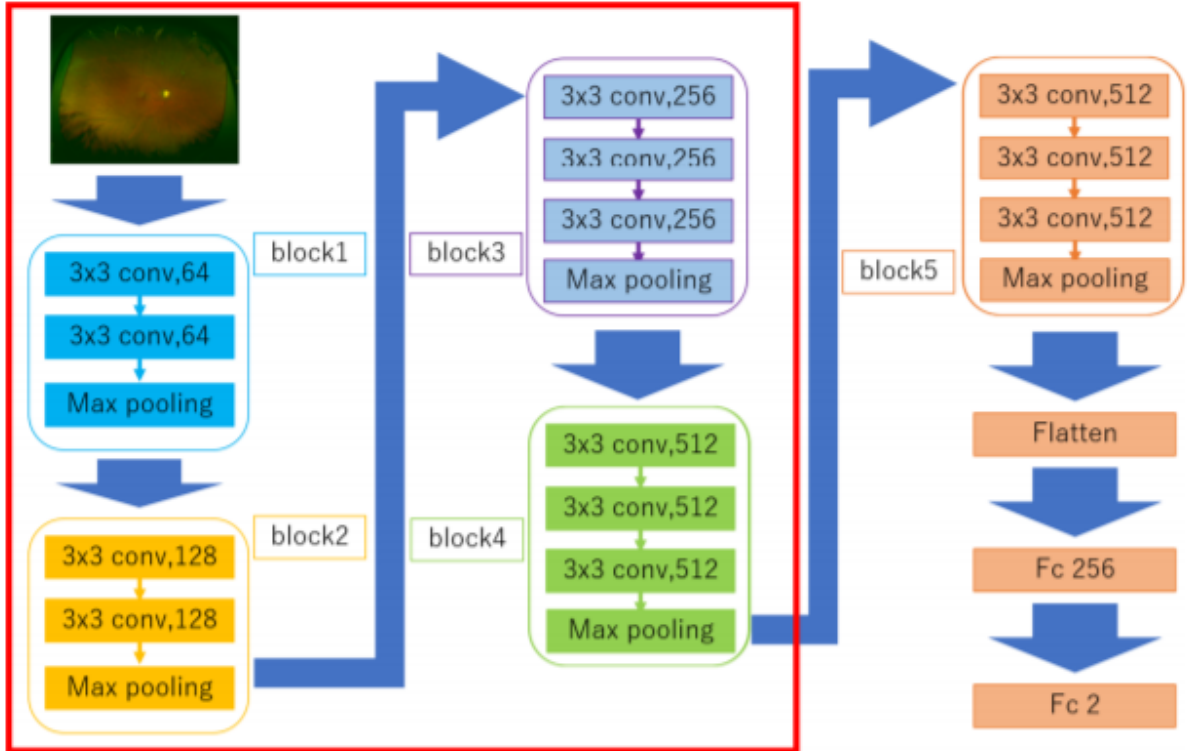 3x3 conv,64
3x3 conv,64
Max pooling
block1
3x3 conv,128
3x3 conv,128
Max pooling
block2
3x3 conv,256
3x3 conv,256
3x3 conv,256
Max pooling
block3
3x3 conv,512
3x3 conv,512
3x3 conv,512
Max pooling
block4
3x3 conv,512
3x3 conv,512
3x3 conv,512
Max pooling
block5
Flatten
Fc 256
Fc 2